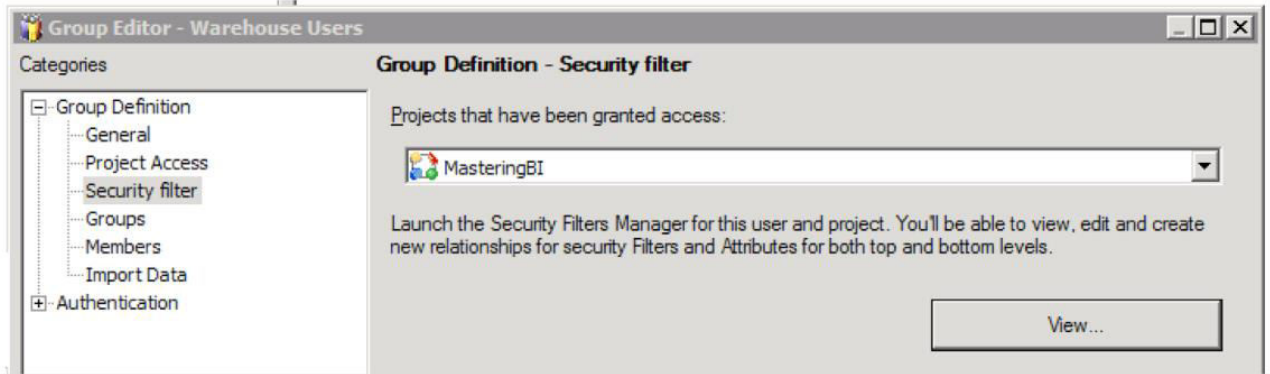 Group Editor - Warehouse Users
Categories
Group Definition
General
Project Access
Security filter
Groups
Members
Import Data
Authentication
Group Definition - Security filter
Projects that have been granted access:
MasteringBI
Launch the Security Filters Manager for this user and project. You'll be able to view, edit and create
new relationships for security Filters and Attributes for both top and bottom levels.
View...